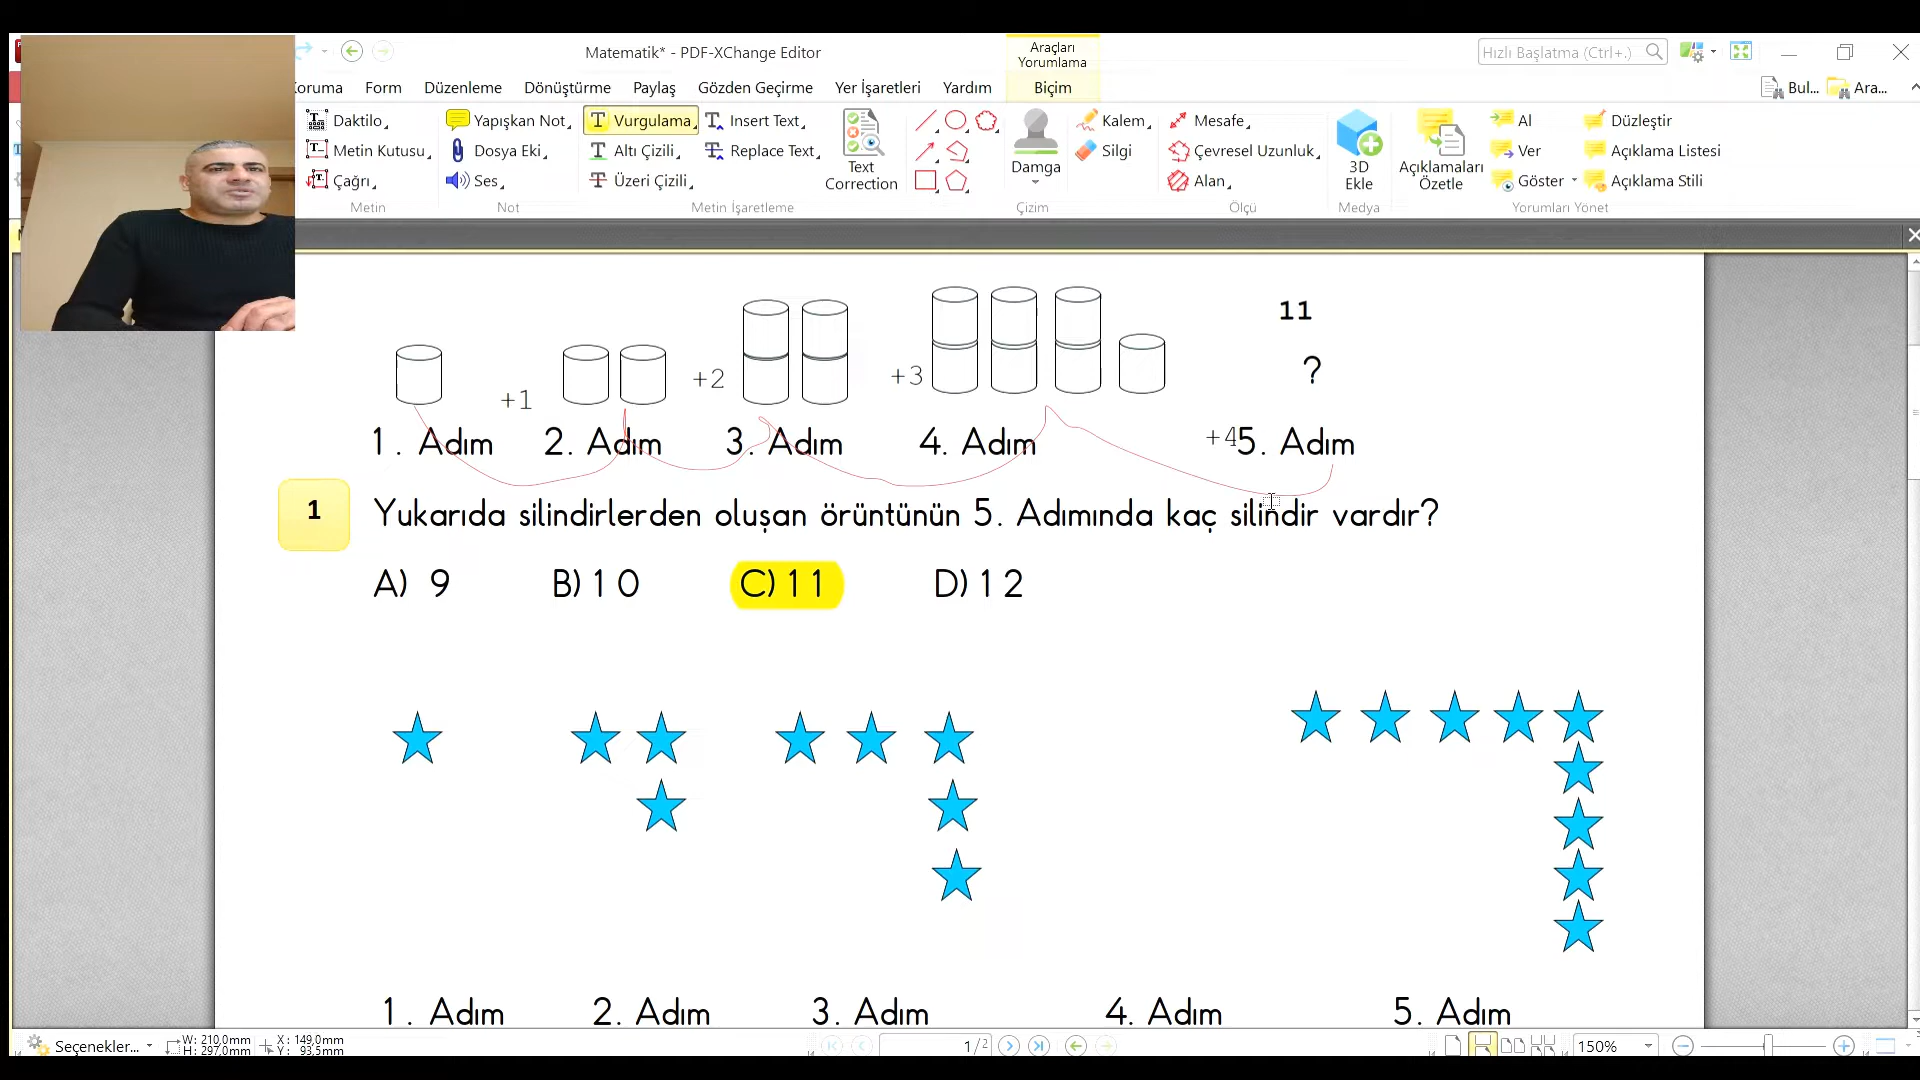 Matematik* - PDF-XChange Editor
Araçları
Yorumlama
Hızlı Başlatma (Ctrl+.)
Form Düzenleme Dönüştürme Paylaş Gözden Geçirme Yer İşaretleri Yardım Biçim
Bul... Ara...
Daktilo
Metin Kutusu
Çağrı
Metin
Yapışkan Not
Dosya Eki
Ses
Not
Vurgulama
Altı Çizili
Üzeri Çizili
Insert Text
Replace Text
Text
Correction
Metin İşaretleme
Damga
Kalem
Silgi
Çizim
Mesafe
Çevresel Uzunluk
Alan
Ölçü
3D
Ekle
Medya
Açıklamaları
Özetle
Al
Ver
Göster
Düzleştir
Açıklama Listesi
Açıklama Stili
Yorumları Yönet
11
?
+1 +2 +3 +4
1. Adım 2. Adım 3. Adım 4. Adım 5. Adım
1
Yukarıda silindirlerden oluşan örüntünün 5. Adımında kaç silindir vardır?
A) 9 B) 10 C) 11 D) 12
1. Adım 2. Adım 3. Adım 4. Adım 5. Adım
Seçenekler...
W: 210,0mm
H: 297,0mm
X: 149,0mm
Y: 93,5mm
1/2
150%